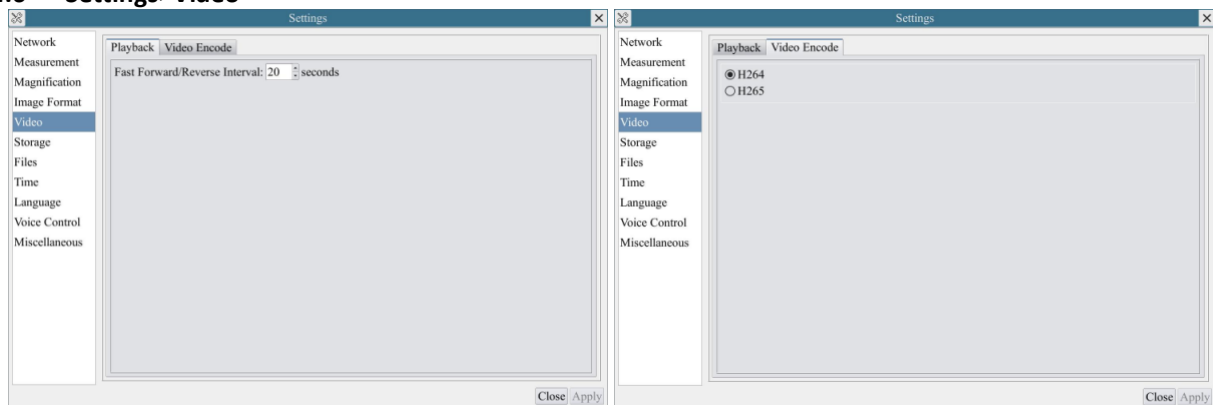 Settings> Video
Settings
Network
Measurement
Magnification
Image Format
Video
Storage
Files
Time
Language
Voice Control
Miscellaneous
Playback Video Encode
Fast Forward/Reverse Interval: 20 seconds
Close Apply
Settings
Network
Measurement
Magnification
Image Format
Video
Storage
Files
Time
Language
Voice Control
Miscellaneous
Playback Video Encode
H264
H265
Close Apply